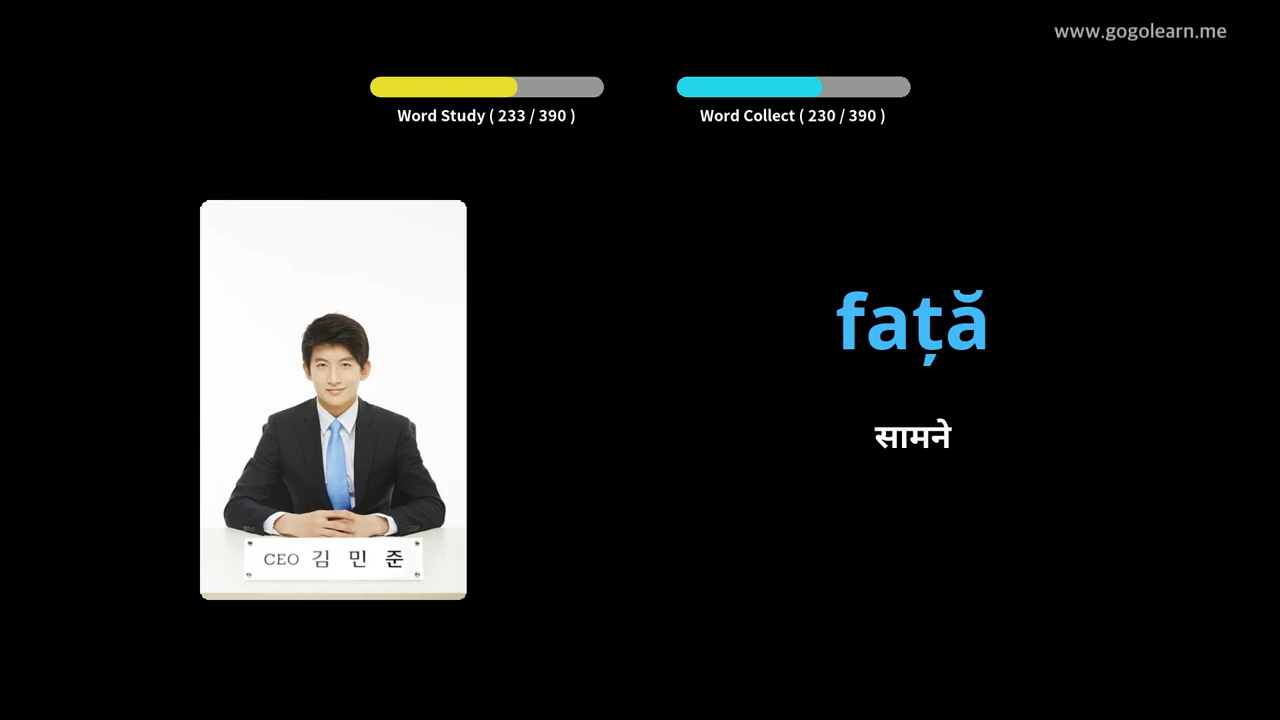 www.gogolearn.me
Word Study ( 233 / 390 )
Word Collect ( 230 / 390 )
față
सामने
CEO 김 민 준